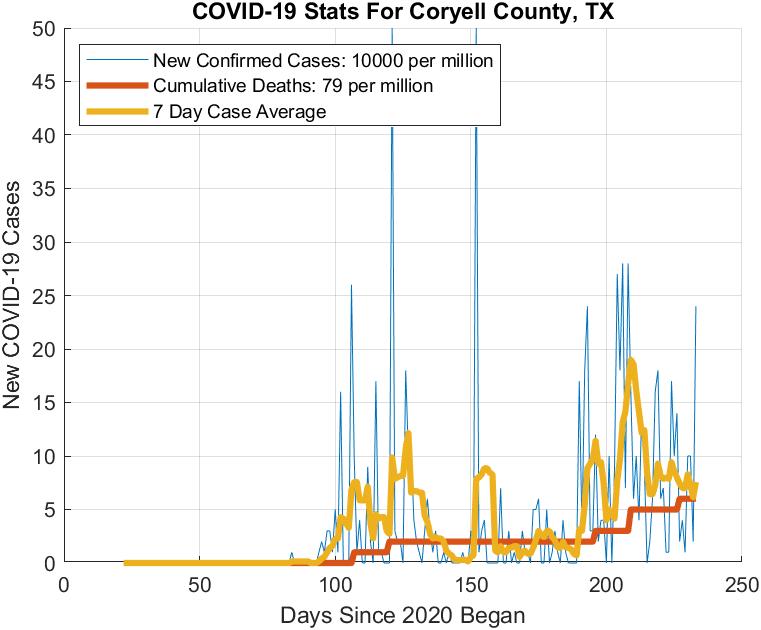 COVID-19 Stats For Coryell County, TX
New Confirmed Cases: 10000 per million
Cumulative Deaths: 79 per million
7 Day Case Average
50
45
40
35
30
25
20
15
10
5
0
New COVID-19 Cases
0 50 100 150 200 250
Days Since 2020 Began